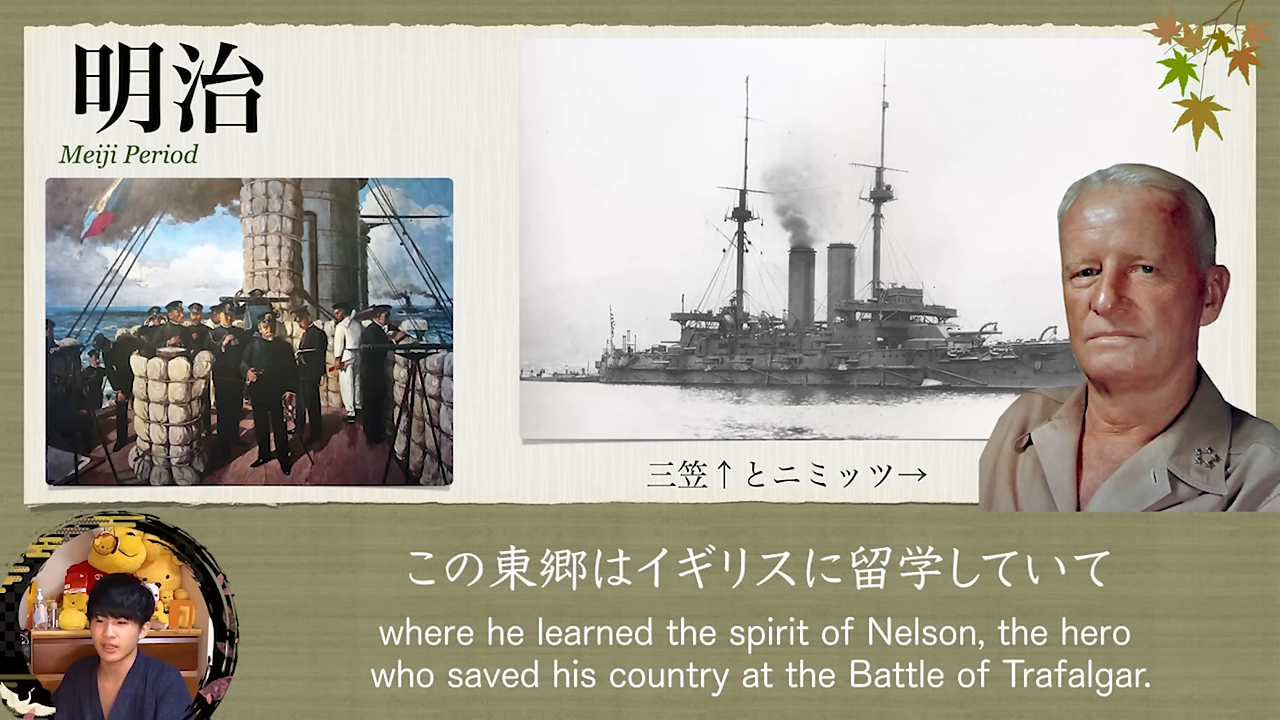 明治
Meiji Period
三笠↑とニミッツ→
この東郷はイギリスに留学していて
where he learned the spirit of Nelson, the hero
who saved his country at the Battle of Trafalgar.